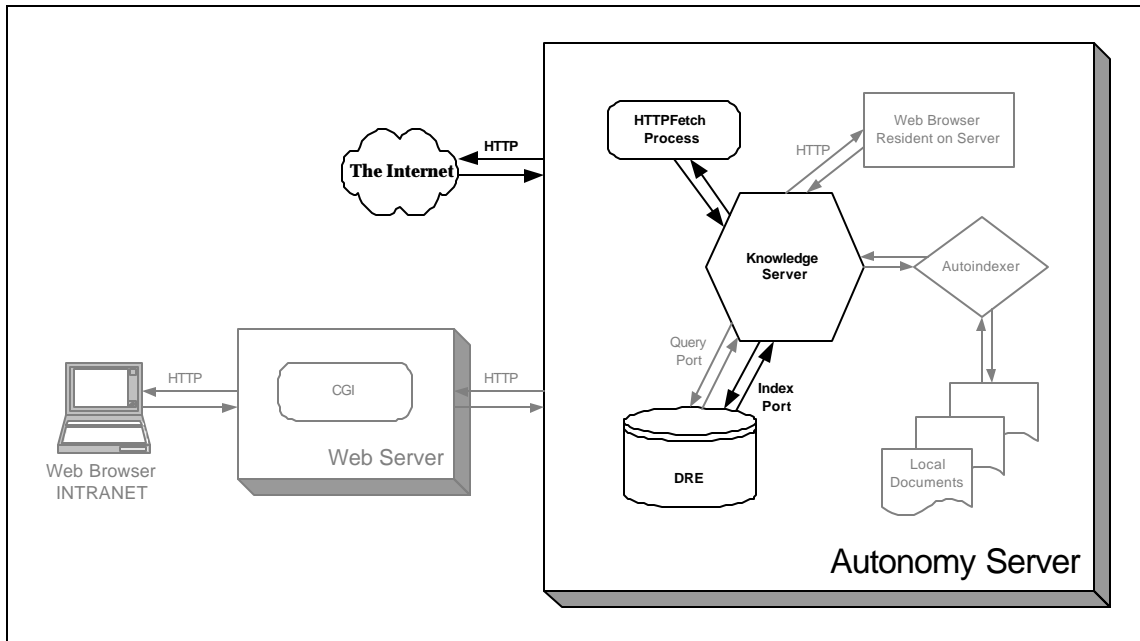 HTTPFetch
Process
Web Browser
Resident on Server
HTTP
HTTP
The Internet
Knowledge
Server
Autoindexer
Query
Port
Index
Port
HTTP
CGI
HTTP
Web Server
Web Browser
INTRANET
DRE
Local
Documents
Autonomy Server